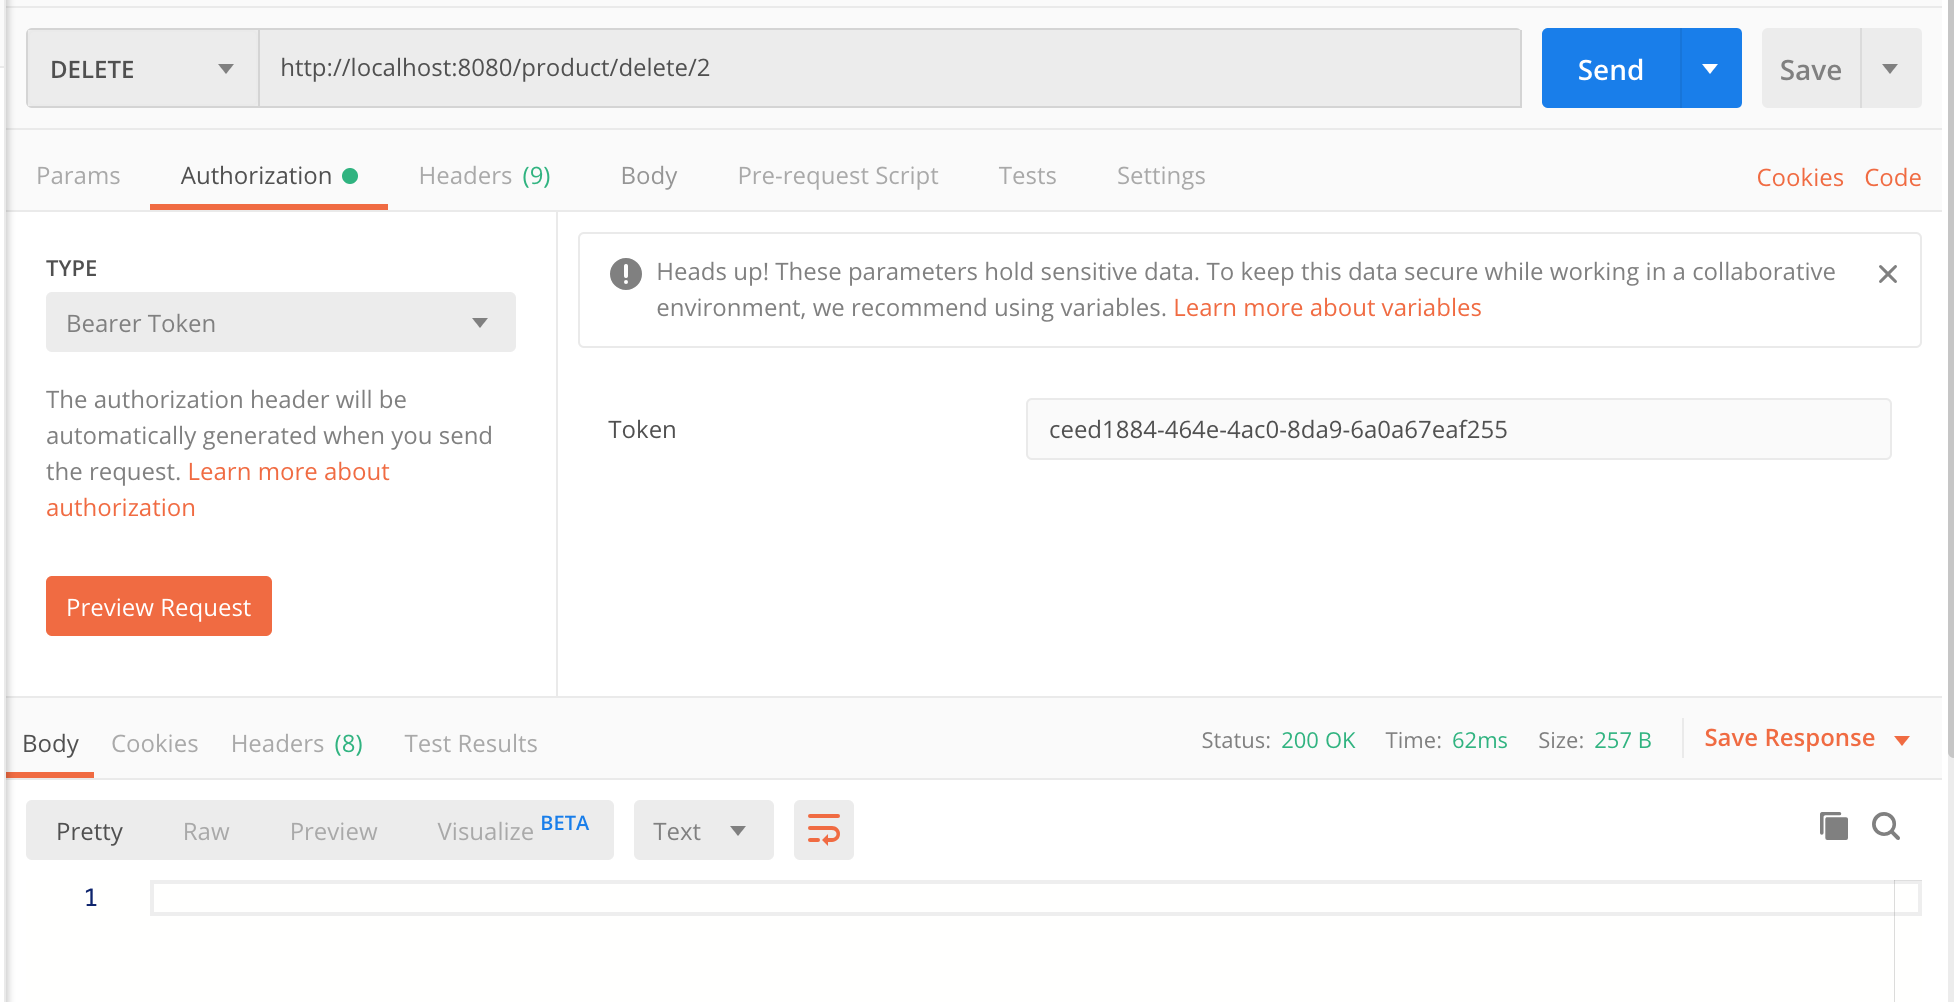 DELETE http://localhost:8080/product/delete/2 Send Save
Params Authorization Headers (9) Body Pre-request Script Tests Settings Cookies Code
TYPE
Bearer Token
The authorization header will be
automatically generated when you send
the request. Learn more about
authorization
Preview Request
Heads up! These parameters hold sensitive data. To keep this data secure while working in a collaborative
environment, we recommend using variables. Learn more about variables
Token ceed1884-464e-4ac0-8da9-6a0a67eaf255
Body Cookies Headers (8) Test Results Status: 200 OK Time: 62ms Size: 257 B Save Response
Pretty Raw Preview Visualize BETA Text
1